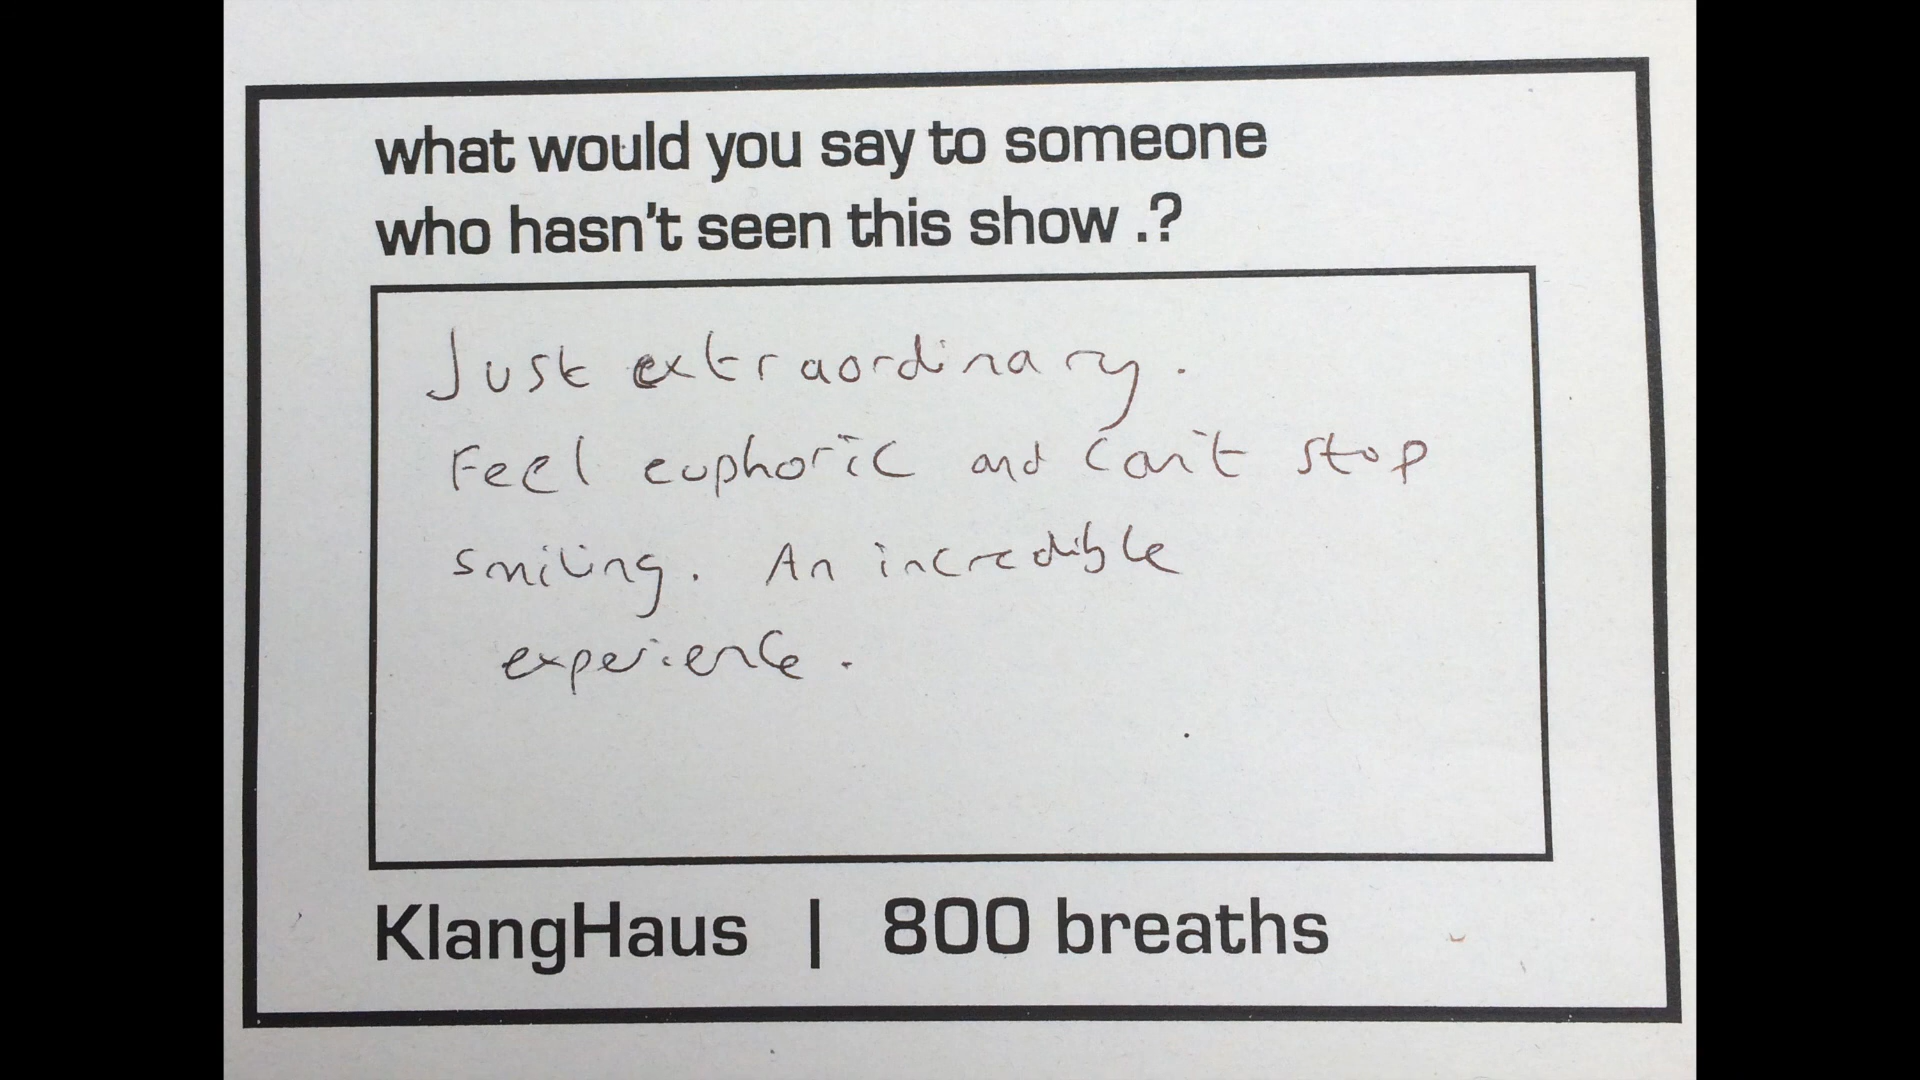 what would you say to someone
who hasn't seen this show .?
Just extraordinary.
Feel euphoric and can't stop
smiling. An incredible
experience.
KlangHaus | 800 breaths